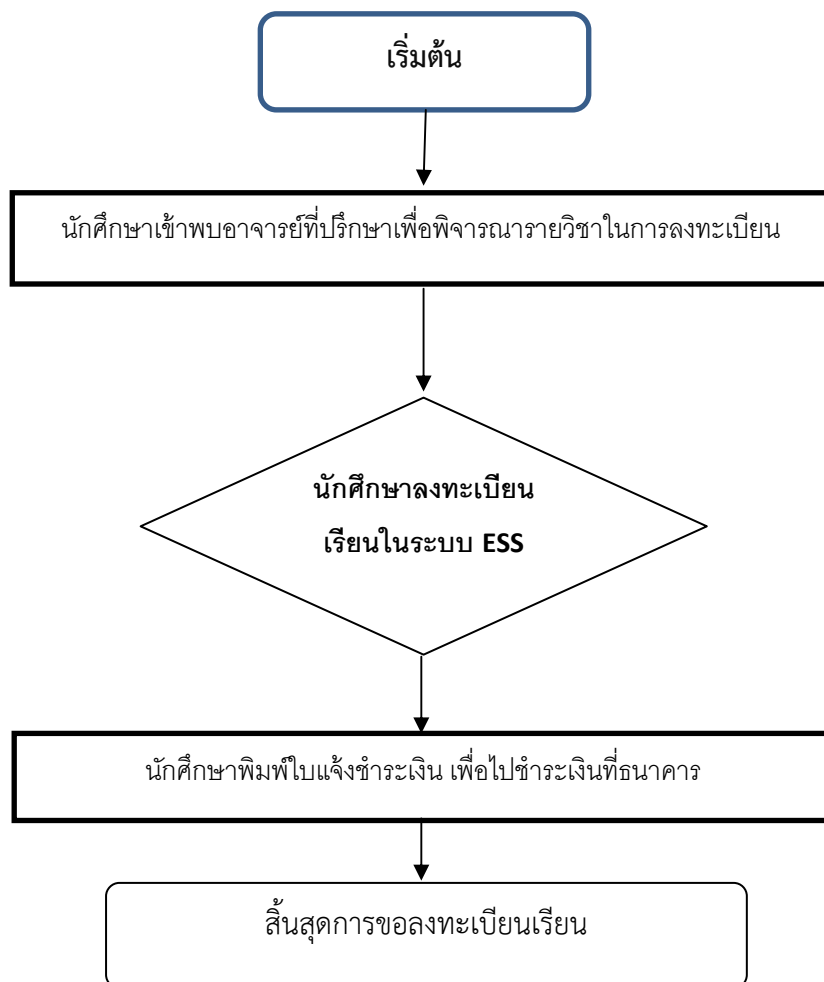 เริ่มต้น
นักศึกษาเข้าพบอาจารย์ที่ปรึกษาเพื่อพิจารณารายวิชาในการลงทะเบียน
นักศึกษาลงทะเบียน
เรียนในระบบ ESS
นักศึกษาพิมพ์ใบแจ้งชำระเงิน เพื่อไปชำระเงินที่ธนาคาร
สิ้นสุดการขอลงทะเบียนเรียน